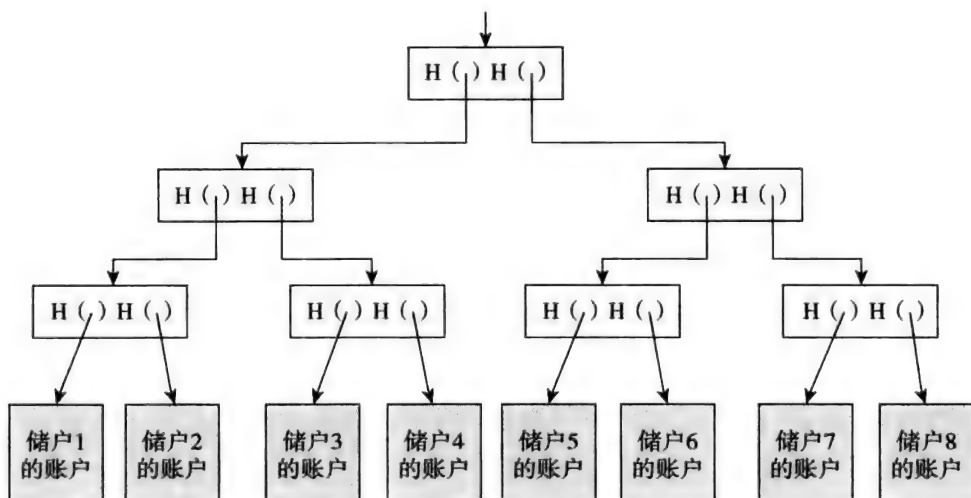 H ( ) H ( )
H ( ) H ( )
H ( ) H ( )
H ( ) H ( )
H ( ) H ( )
H ( ) H ( )
H ( ) H ( )
储户1
的账户
储户2
的账户
储户3
的账户
储户4
的账户
储户5
的账户
储户6
的账户
储户7
的账户
储户8
的账户